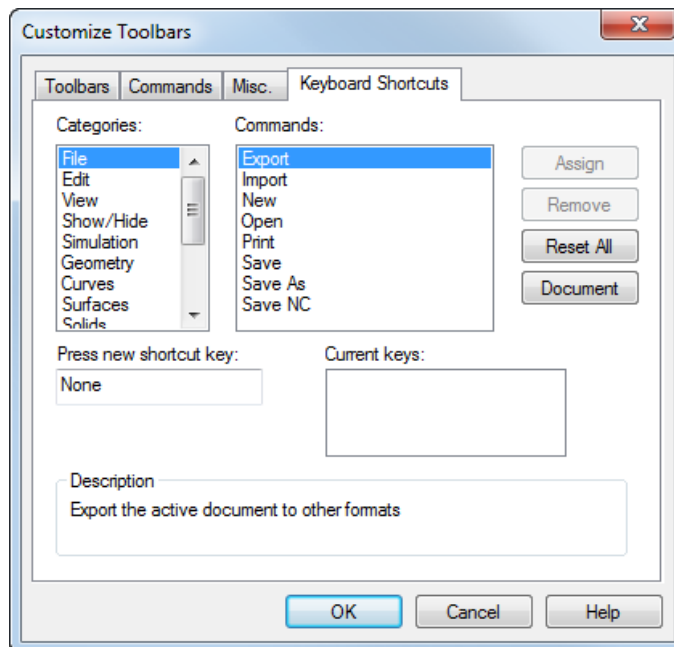 Customize Toolbars
Toolbars Commands Misc. Keyboard Shortcuts
Categories:
File
Edit
View
Show/Hide
Simulation
Geometry
Curves
Surfaces
Solids
Commands:
Export
Import
New
Open
Print
Save
Save As
Save NC
Assign
Remove
Reset All
Document
Press new shortcut key:
None
Current keys:
Description
Export the active document to other formats
OK Cancel Help